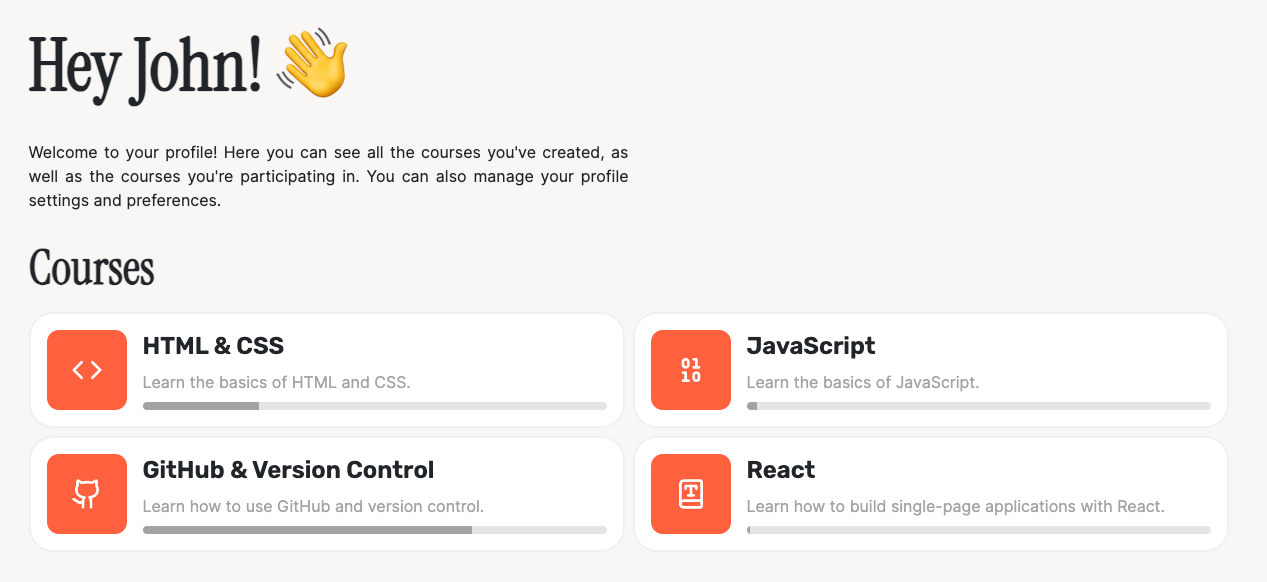 Hey John! 👋
Welcome to your profile! Here you can see all the courses you've created, as
well as the courses you're participating in. You can also manage your profile
settings and preferences.
Courses
HTML & CSS
Learn the basics of HTML and CSS.
01
10
JavaScript
Learn the basics of JavaScript.
GitHub & Version Control
Learn how to use GitHub and version control.
T
React
Learn how to build single-page applications with React.